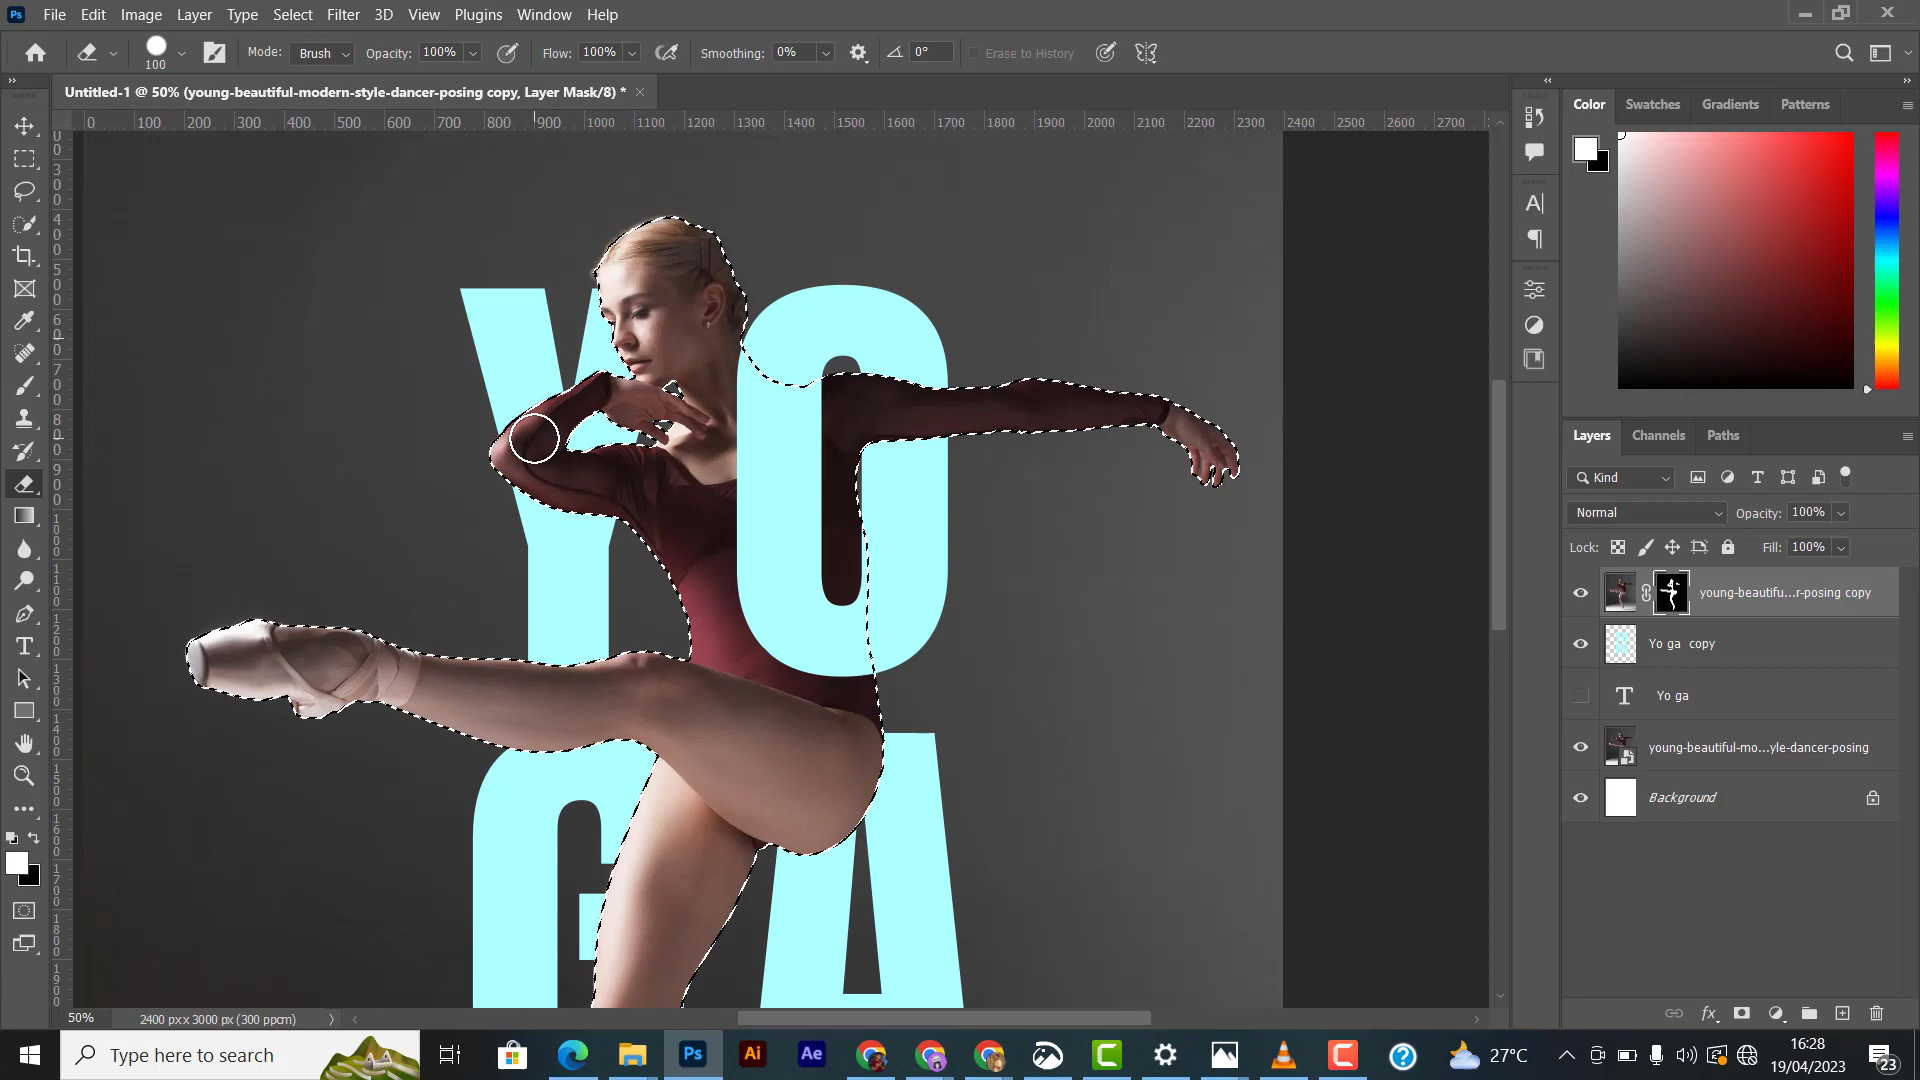 File Edit Image Layer Type Select Filter 3D View Plugins Window Help
100 Mode: Brush Opacity: 100% Flow: 100% Smoothing: 0% 0° Erase to History
Untitled-1 @ 50% (young-beautiful-modern-style-dancer-posing copy, Layer Mask/8) *
0 100 200 300 400 500 600 700 800 900 1000 1100 1200 1300 1400 1500 1600 1700 1800 1900 2000 2100 2200 2300 2400 2500 2600 2700
YO
GA
Color Swatches Gradients Patterns
Layers Channels Paths
Kind
Normal Opacity: 100%
Lock: Fill: 100%
young-beautifu...r-posing copy
Yo ga copy
Yo ga
young-beautiful-mo...yle-dancer-posing
Background
50% 2400 px x 3000 px (300 ppcm)
Type here to search
Ps Ai Ae
27°C
16:28
19/04/2023
23